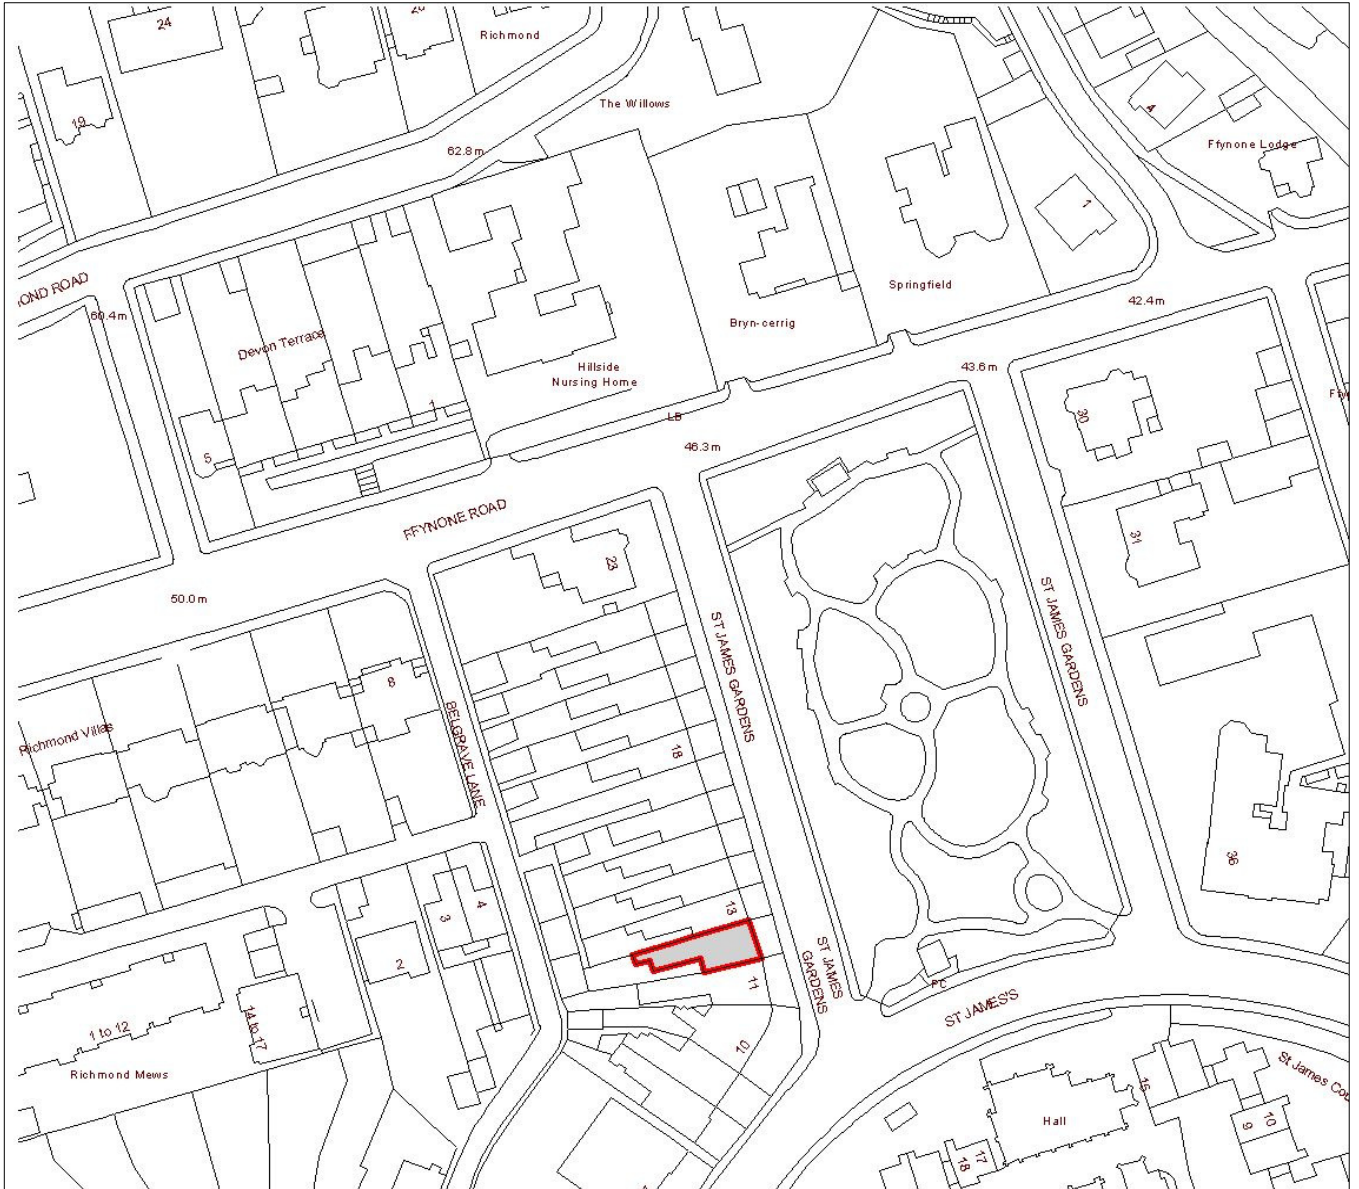 24
20
Richmond
19
The Willows
4
Ffynone Lodge
62.8m
1
OND ROAD
60.4m
Devon Terrace
Springfield
42.4m
Bryn-cerrig
Hillside
Nursing Home
43.6m
1
LB
30
5
46.3m
FFYNONE ROAD
31
23
50.0m
ST JAMES GARDENS
ST JAMES GARDENS
8
Richmond Villas
BELGRAVE LANE
18
36
13
3
4
2
11
ST JAMES
GARDENS
PC
ST JAMES'S
1 to 12
14 to 17
10
Richmond Mews
St James Cou
15
Hall
10
9
17
18